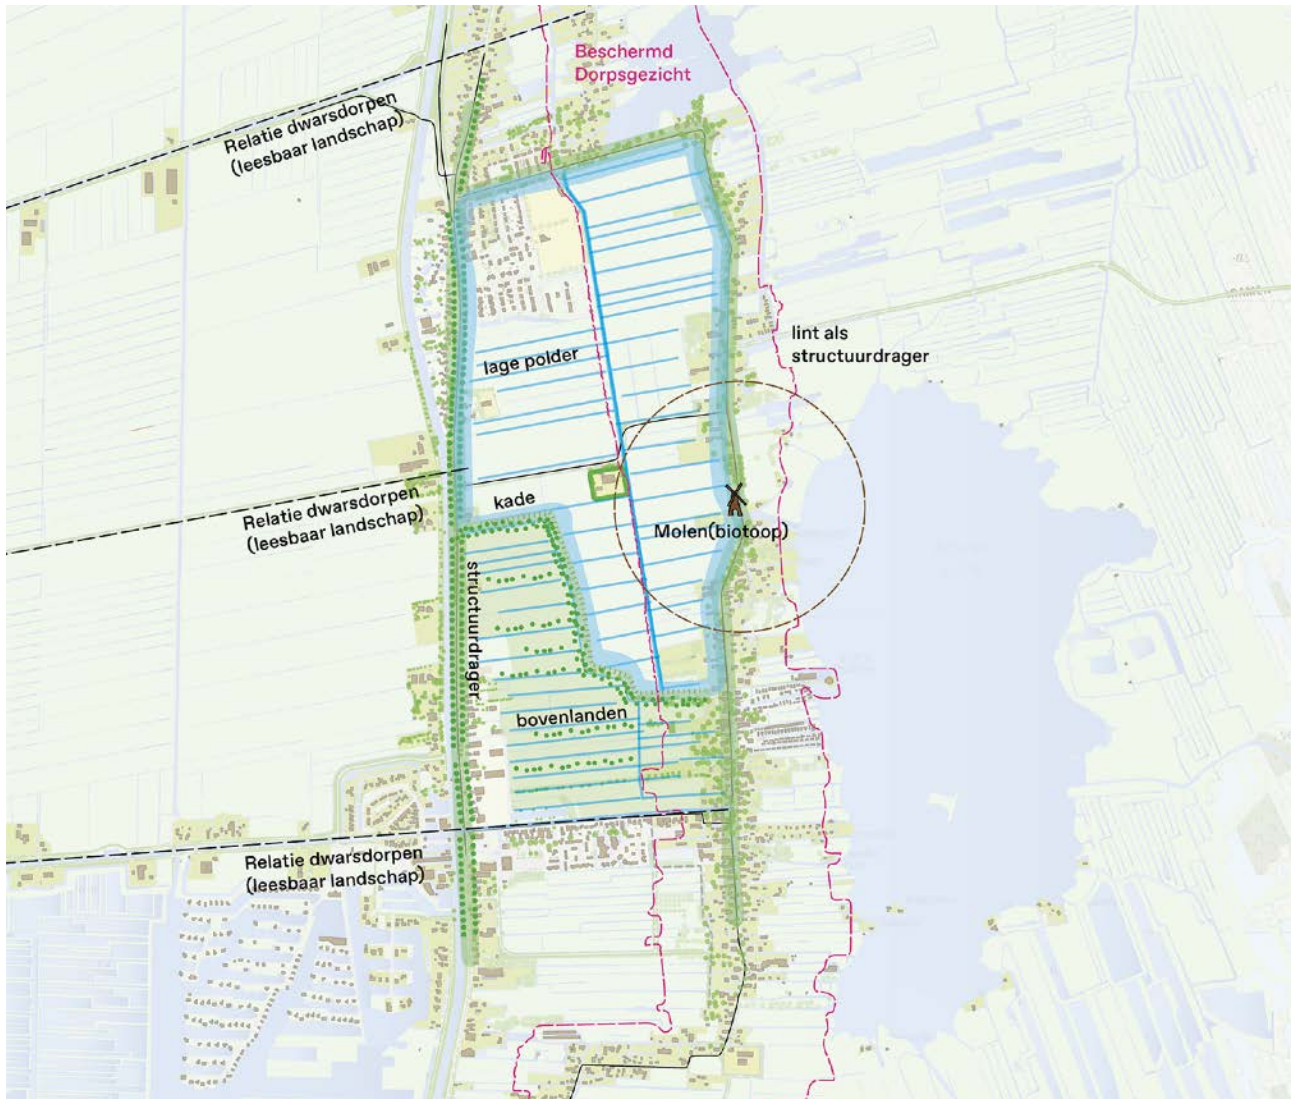 Beschermd
Dorpsgezicht
Relatie dwarsdorpen
(leesbaar landschap)
lint als
structuurdrager
lage polder
kade
Relatie dwarsdorpen
(leesbaar landschap)
Molen(biotoop)
structuurdrager
bovenlanden
Relatie dwarsdorpen
(leesbaar landschap)